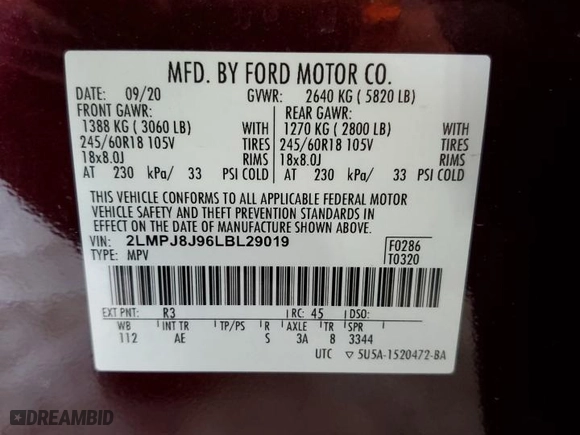 MFD. BY FORD MOTOR CO.
DATE: 09/20 GVWR: 2640 KG ( 5820 LB)
FRONT GAWR: REAR GAWR:
1388 KG ( 3060 LB) WITH 1270 KG ( 2800 LB) WITH
245/60R18 105V TIRES 245/60R18 105V TIRES
18x8.0J RIMS 18x8.0J RIMS
AT 230 kPa/ 33 PSI COLD AT 230 kPa/ 33 PSI COLD
THIS VEHICLE CONFORMS TO ALL APPLICABLE FEDERAL MOTOR
VEHICLE SAFETY AND THEFT PREVENTION STANDARDS IN
EFFECT ON THE DATE OF MANUFACTURE SHOWN ABOVE.
VIN: 2LMPJ8J96LBL29019 F0286
TYPE: MPV T0320
EXT PNT: R3 RC: 45 DSO:
WB INT TR TP/PS R AXLE TR SPR
112 AE S 3A 8 3344
UTC ▽ 5U5A-1520472-BA
DREAMBID